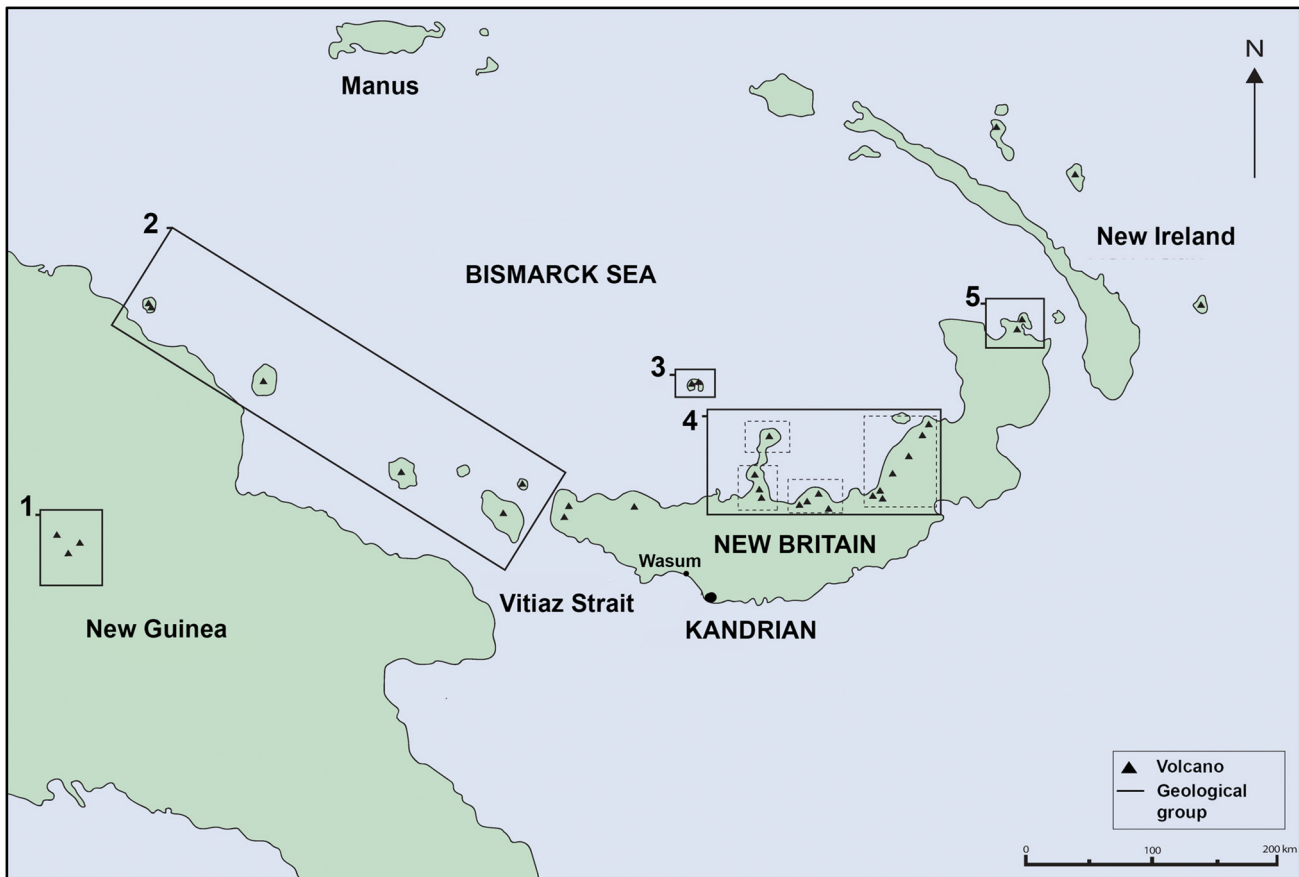 N
Manus
2
New Ireland
BISMARCK SEA
5
3
4
1
NEW BRITAIN
Wasum
Vitiaz Strait
New Guinea
KANDRIAN
Volcano
Geological
group
0 100 200 km